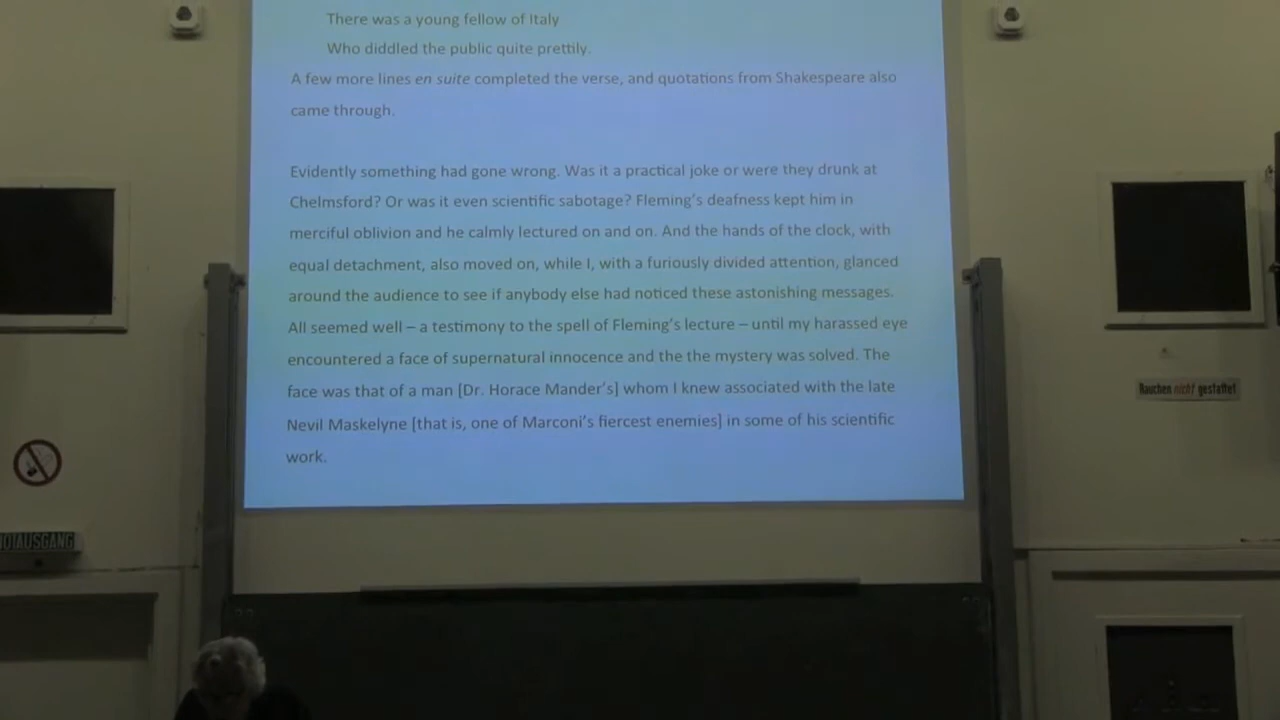 There was a young fellow of Italy
Who diddled the public quite prettily.
A few more lines en suite completed the verse, and quotations from Shakespeare also
came through.
Evidently something had gone wrong. Was it a practical joke or were they drunk at
Chelmsford? Or was it even scientific sabotage? Fleming's deafness kept him in
merciful oblivion and he calmly lectured on and on. And the hands of the clock, with
equal detachment, also moved on, while I, with a furiously divided attention, glanced
around the audience to see if anybody else had noticed these astonishing messages.
All seemed well – a testimony to the spell of Fleming's lecture – until my harassed eye
encountered a face of supernatural innocence and the the mystery was solved. The
face was that of a man [Dr. Horace Mander's] whom I knew associated with the late
Nevil Maskelyne [that is, one of Marconi's fiercest enemies] in some of his scientific
work.
Rauchen nicht gestattet
NOTAUSGANG